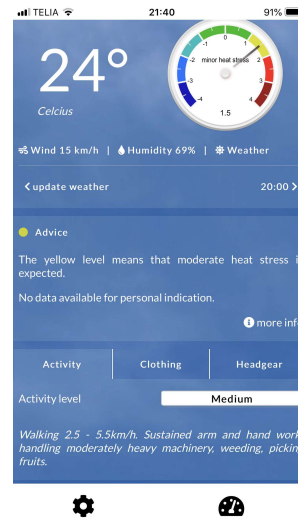 TELIA 21:40 91%
24°
Celcius
-4 -3 -2 -1 0 1 2 3 4
minor heat stress
1.5
Wind 15 km/h | Humidity 69% | Weather
update weather 20:00
Advice
The yellow level means that moderate heat stress i
expected.
No data available for personal indication.
more inf
Activity Clothing Headgear
Activity level Medium
Walking 2.5 - 5.5km/h. Sustained arm and hand work
handling moderately heavy machinery, weeding, pickin
fruits.